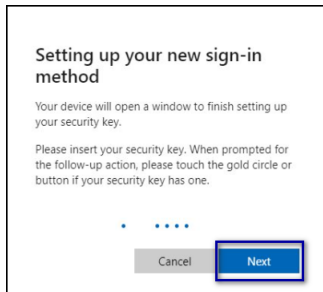 Setting up your new sign-in
method
Your device will open a window to finish setting up
your security key.
Please insert your security key. When prompted for
the follow-up action, please touch the gold circle or
button if your security key has one.
Cancel
Next